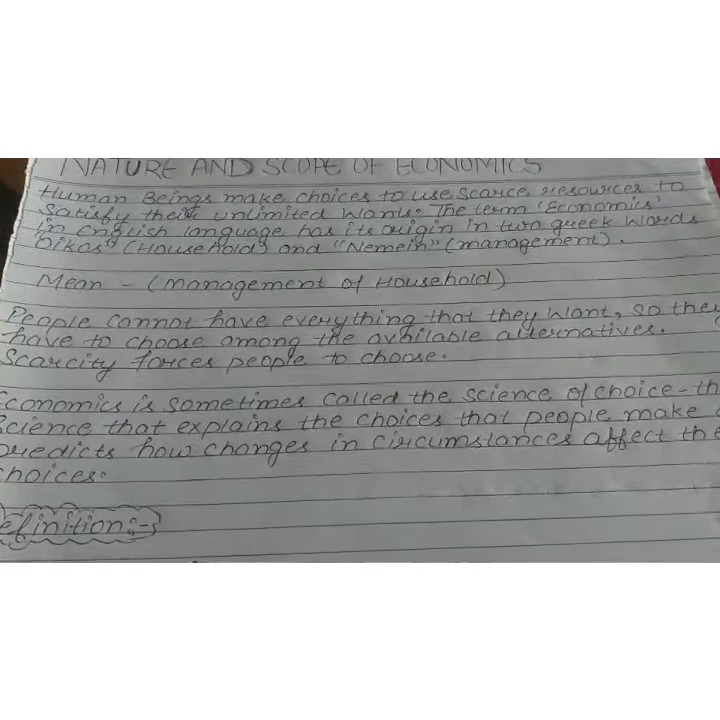 NATURE AND SCOPE OF ECONOMICS
Human Beings make choices to use scarce resources to
satisfy their unlimited wants. The term 'Economics'
in English language has its origin in two greek words
"Oikos" (Household) and "Nemein" (management).
Mean - (management of Household)
People cannot have everything that they want, so they
have to choose among the available alternatives.
Scarcity forces people to choose.
Economics is sometimes called the science of choice - th
Science that explains the choices that people make a
predicts how changes in circumstances affect the
choices.
efinition:-